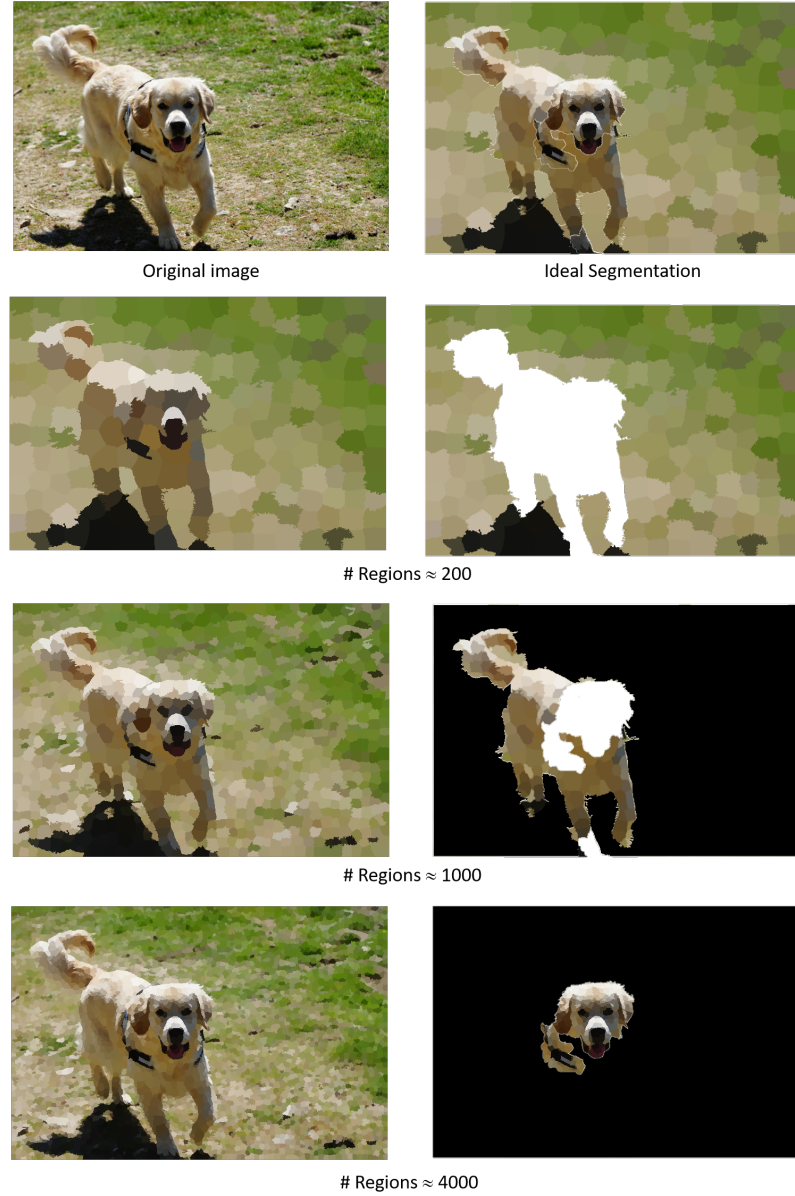 Original image
Ideal Segmentation
# Regions ≈ 200
# Regions ≈ 1000
# Regions ≈ 4000